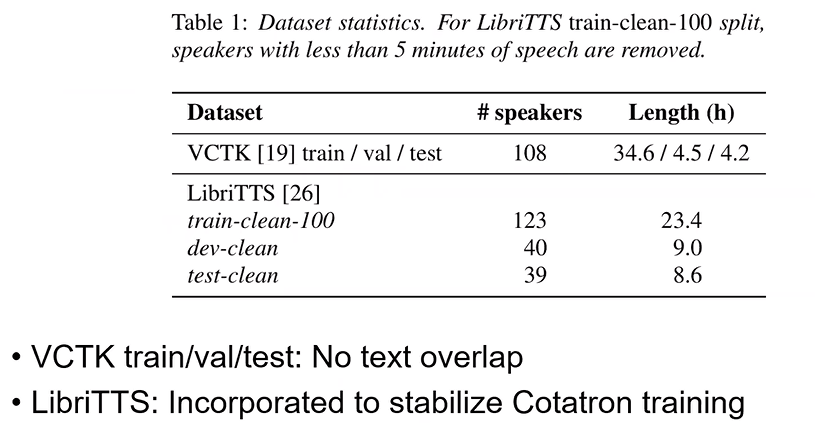 Table 1: Dataset statistics. For LibriTTS train-clean-100 split,
speakers with less than 5 minutes of speech are removed.
Dataset # speakers Length (h)
VCTK [19] train / val / test 108 34.6 / 4.5 / 4.2
LibriTTS [26]
train-clean-100 123 23.4
dev-clean 40 9.0
test-clean 39 8.6
• VCTK train/val/test: No text overlap
• LibriTTS: Incorporated to stabilize Cotatron training